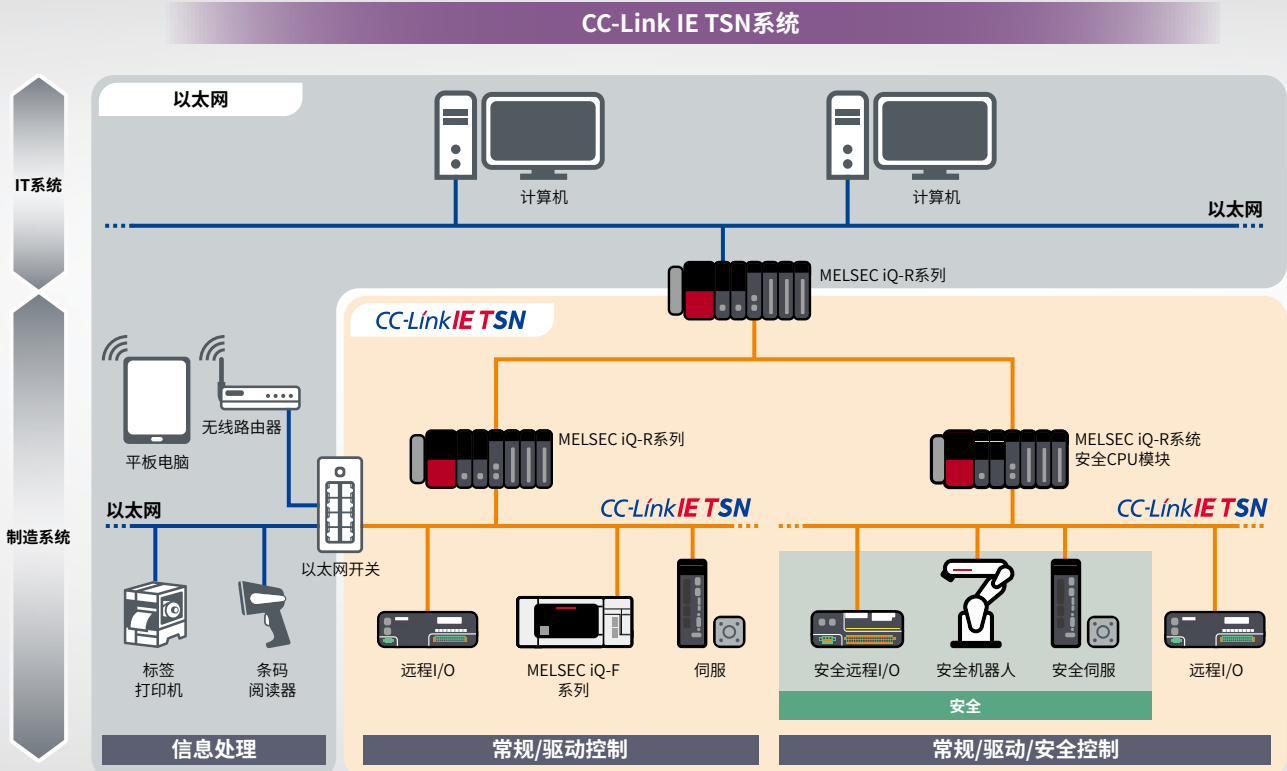 CC-Link IE TSN系统
以太网
IT系统
计算机
计算机
以太网
MELSEC iQ-R系列
CC-Link IE TSN
无线路由器
平板电脑
MELSEC iQ-R系列
MELSEC iQ-R系统
安全CPU模块
以太网
CC-Link IE TSN
CC-Link IE TSN
制造系统
以太网开关
标签
打印机
条码
阅读器
远程I/O
MELSEC iQ-F
系列
伺服
安全远程I/O
安全机器人
安全伺服
远程I/O
安全
信息处理
常规/驱动控制
常规/驱动/安全控制